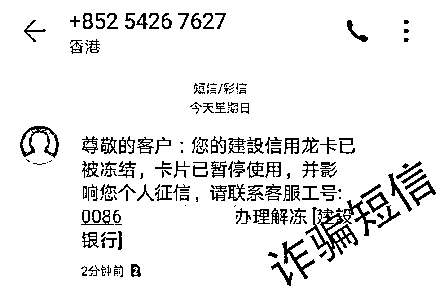 +852 5426 7627
香港
短信/彩信
今天星期日
尊敬的客户：您的建設信用龙卡已
被冻结，卡片已暂停使用，并影
响您个人征信，请联系客服工号:
0086 办理解冻 [建設
银行]
2分钟前 2
诈骗短信